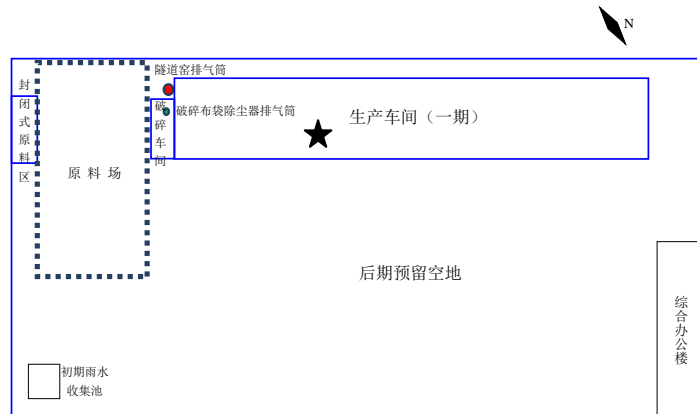 N
隧道窑排气筒
封闭式原料区
破碎车间
破碎布袋除尘器排气筒
生产车间（一期）
原 料 场
后期预留空地
综合办公楼
初期雨水
收集池